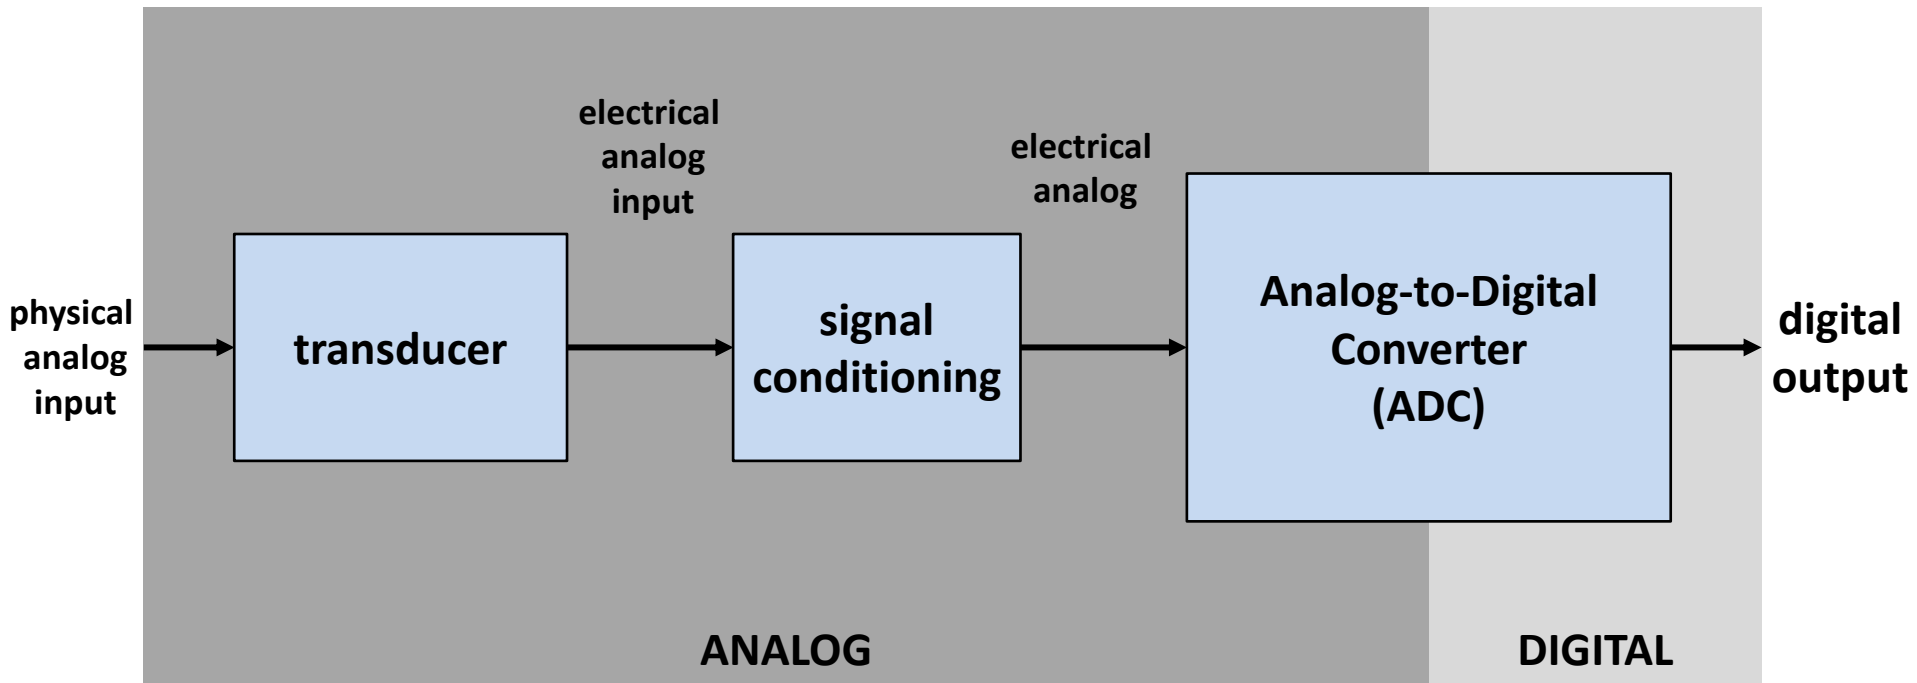 physical
analog
input
transducer
electrical
analog
input
signal
conditioning
electrical
analog
Analog-to-Digital
Converter
(ADC)
digital
output
ANALOG
DIGITAL